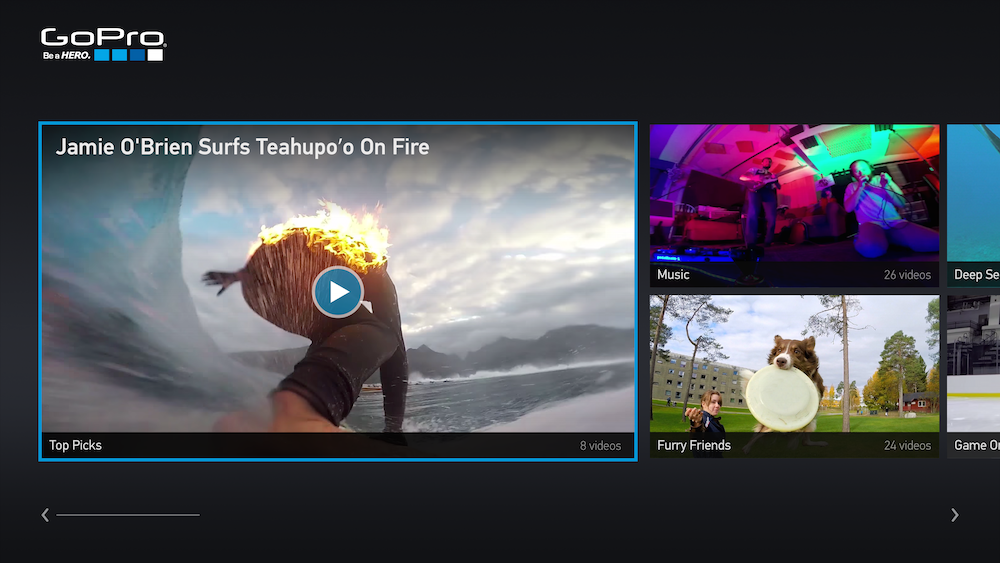 GoPro
Be a HERO.
Jamie O'Brien Surfs Teahupo’o On Fire
Top Picks
8 videos
Music
26 videos
Deep Se
Furry Friends
24 videos
Game On